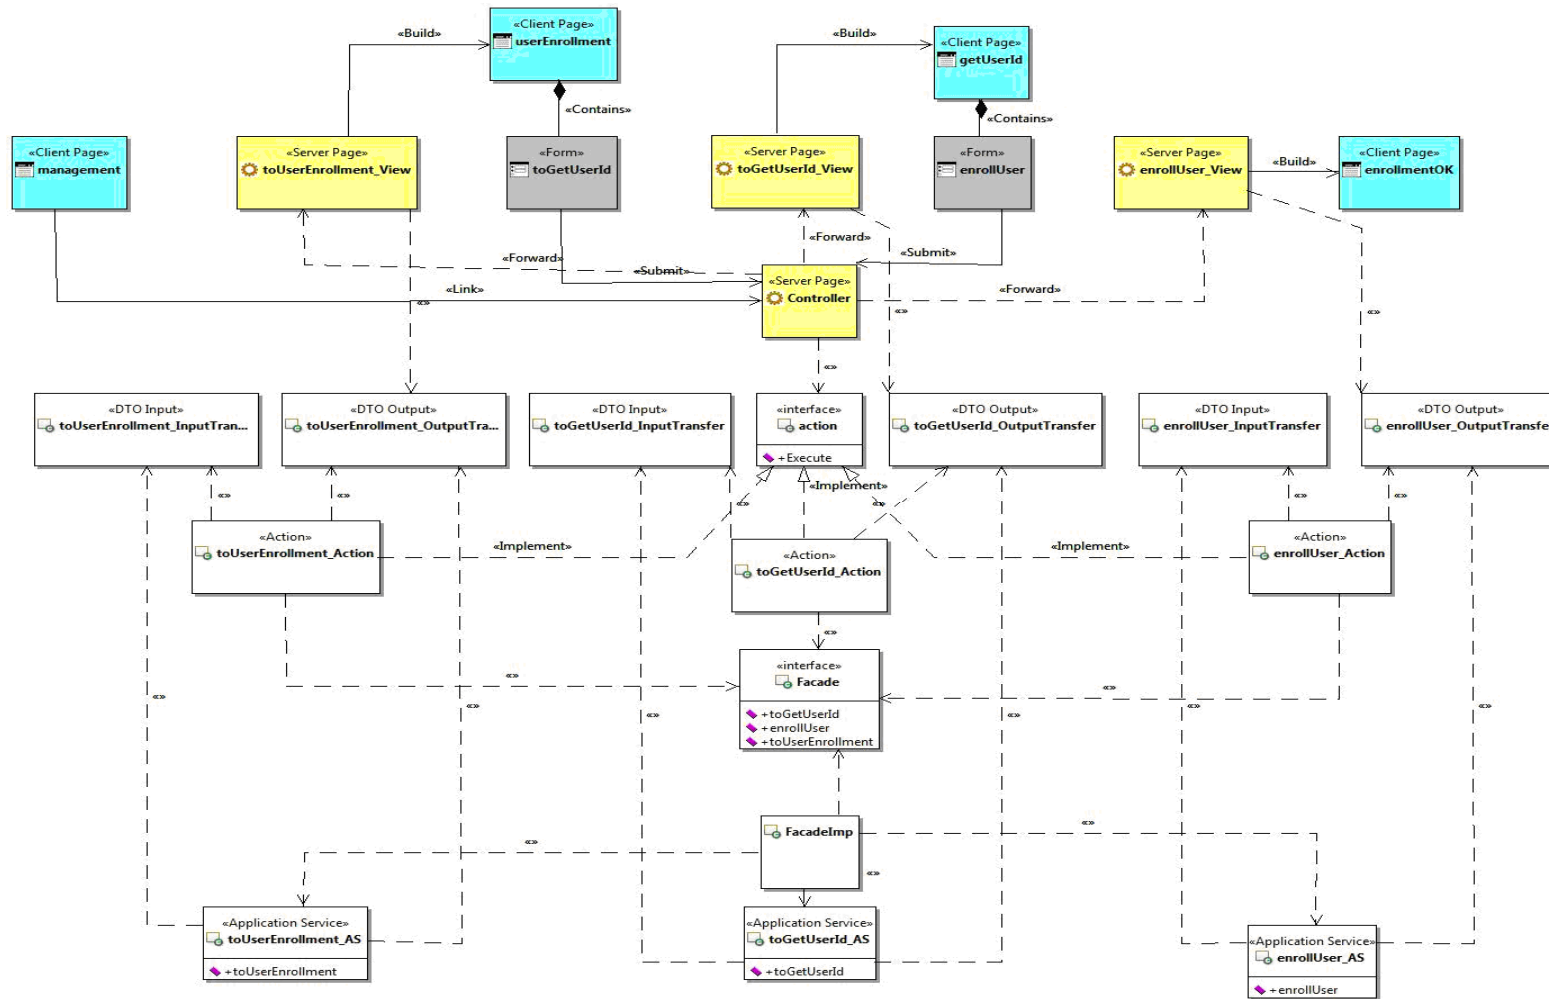 «Client Page»
userEnrollment
«Build»
«Contains»
«Client Page»
getUserId
«Build»
«Contains»
«Client Page»
management
«Server Page»
toUserEnrollment_View
«Form»
toGetUserId
«Server Page»
toGetUserId_View
«Form»
enrollUser
«Server Page»
enrollUser_View
«Build»
«Client Page»
enrollmentOK
«Forward»
«Submit»
«Forward»
«Submit»
«Link»
«Server Page»
Controller
«Forward»
«»
«»
«»
«»
«DTO Input»
toUserEnrollment_InputTran...
«DTO Output»
toUserEnrollment_OutputTra...
«DTO Input»
toGetUserId_InputTransfer
«interface»
action
+Execute
«DTO Output»
toGetUserId_OutputTransfer
«DTO Input»
enrollUser_InputTransfer
«DTO Output»
enrollUser_OutputTransfe
«Implement»
«»
«»
«»
«»
«»
«»
«Action»
toUserEnrollment_Action
«Implement»
«Action»
toGetUserId_Action
«Implement»
«Action»
enrollUser_Action
«»
«interface»
Facade
+toGetUserId
+enrollUser
+toUserEnrollment
«»
«»
«»
«»
«»
«»
«»
«»
FacadeImp
«»
«»
«»
«Application Service»
toUserEnrollment_AS
+toUserEnrollment
«Application Service»
toGetUserId_AS
+toGetUserId
«Application Service»
enrollUser_AS
+enrollUser